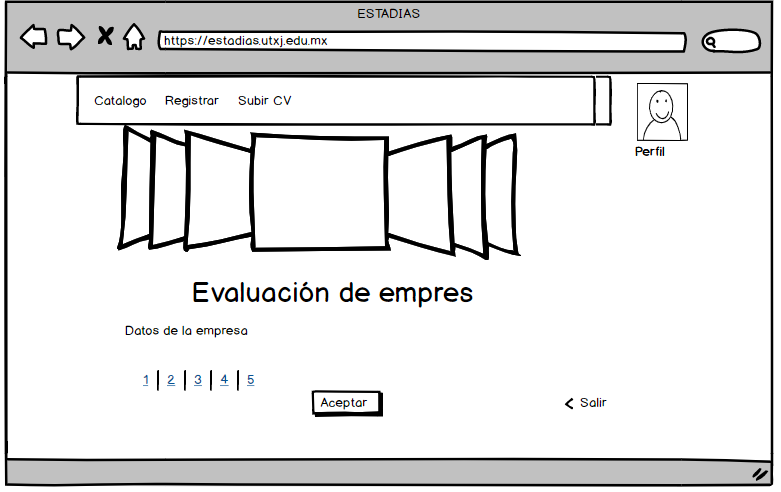 ESTADIAS
https://estadias.utxj.edu.mx
Catalogo Registrar Subir CV
Perfil
Evaluación de empres
Datos de la empresa
1 | 2 | 3 | 4 | 5
Aceptar
< Salir